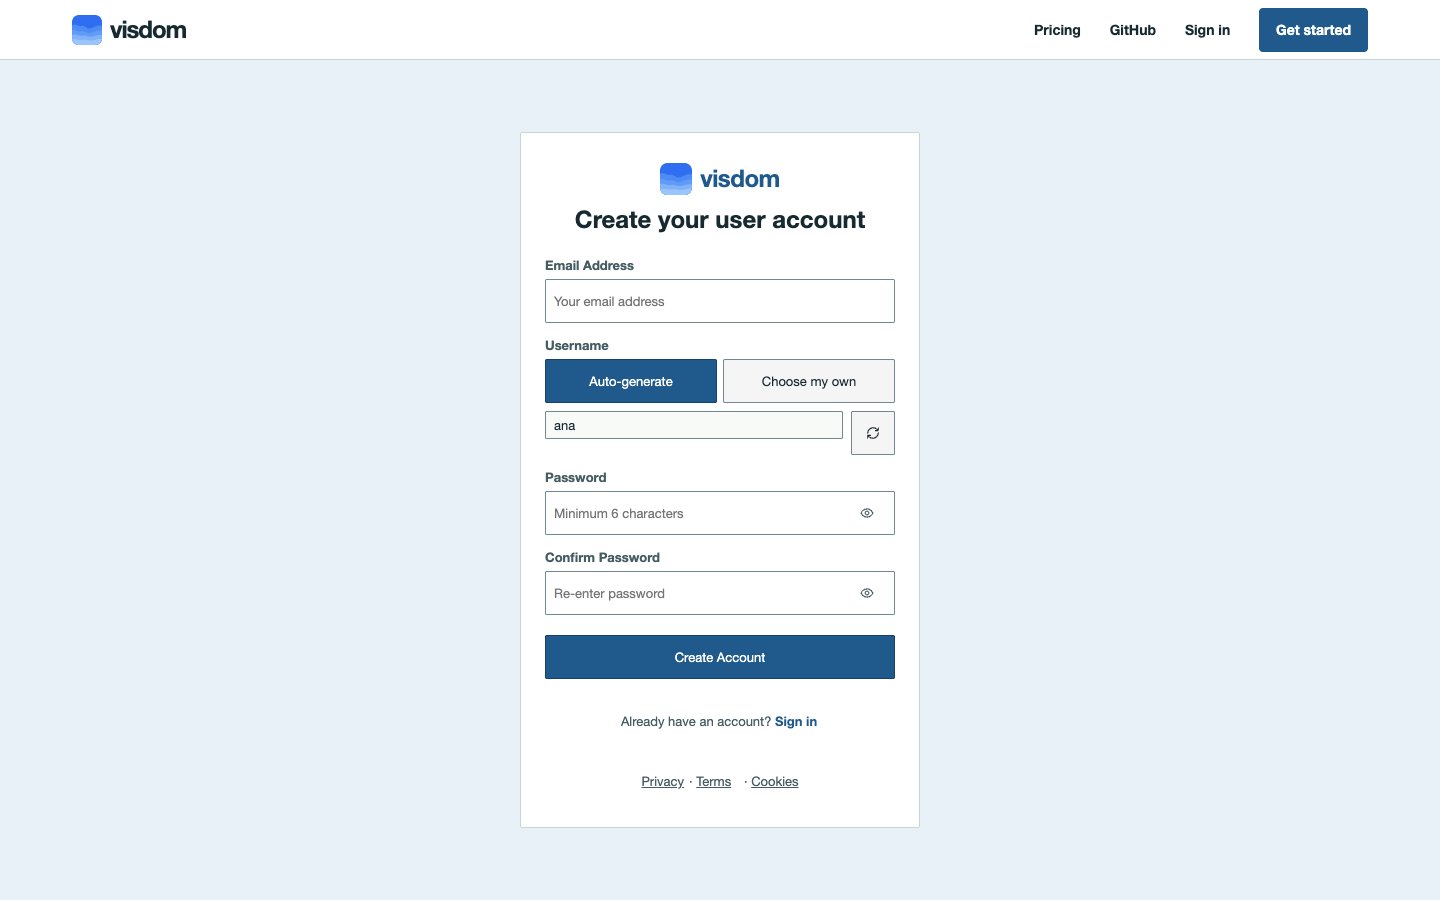 visdom
Pricing GitHub Sign in Get started
visdom
Create your user account
Email Address
Your email address
Username
Auto-generate Choose my own
ana
Password
Minimum 6 characters
Confirm Password
Re-enter password
Create Account
Already have an account? Sign in
Privacy · Terms · Cookies